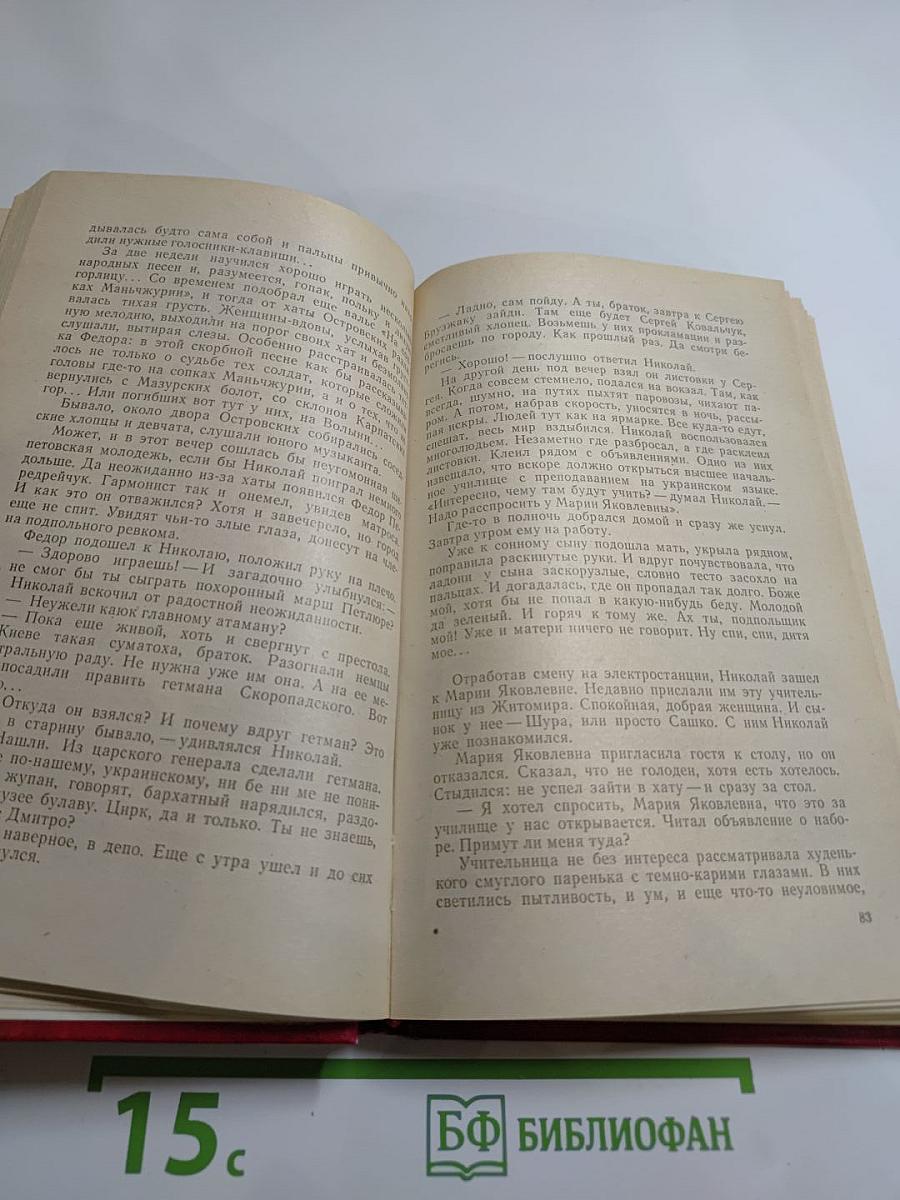 дывалась будто сама собой и пальцы привычно
дили нужные голосники-клавиши...
За две недели научился хорошо играть несколь
народных песен и, разумеется, гопак, польку и
горлицу... Со временем подобрал еще вальс «На
ках Маньчжурии», и тогда от хаты Островских
валась тихая грусть. Женщины-вдовы, услыхав
ную мелодию, выходили на порог своих хат и безмолв
слушали, вытирая слезы. Особенно расстраивалась
ка Федора: в этой скорбной песне как бы рассказыва
лось не только о судьбе тех солдат, которые сложили
головы где-то на сопках Маньчжурии, а и о тех, что не
вернулись с Мазурских болот, со склонов Карпатских
гор... Или погибших вот тут у них, на Волыни...
Бывало, около двора Островских собирались сосед-
ские хлопцы и девчата, слушали юного музыканта.
Может, и в этот вечер сошлась бы неугомонная ше-
петовская молодежь, если бы Николай поиграл немного
дольше. Да неожиданно из-за хаты появился Федор Пе-
редрейчук. Гармонист так и онемел, увидев матроса.
И как это он отважился? Хотя и завечерело, но город
еще не спит. Увидят чьи-то злые глаза, донесут на чле-
на подпольного ревкома.
Федор подошел к Николаю, положил руку на плечо.
— Здорово играешь! — И загадочно улыбнулся: —
не смог бы ты сыграть похоронный марш Петлюре?
Николай вскочил от радостной неожиданности.
— Неужели каюк главному атаману?
— Пока еще живой, хоть и свергнут с престола.
Киеве такая суматоха, браток. Разогнали немцы
тральную раду. Не нужна уже им она. А на ее ме-
посадили править гетмана Скоропадского. Вот
о...
Откуда он взялся? И почему вдруг гетман? Это
в старину бывало, — удивлялся Николай.
Нашли. Из царского генерала сделали гетмана.
е по-нашему, украинскому, ни бе ни ме не пони-
жупан, говорят, бархатный нарядился, раздо-
узее булаву. Цирк, да и только. Ты не знаешь,
Дмитро?
наверное, в депо. Еще с утра ушел и до сих
нулся.
— Ладно, сам пойду. А ты, браток, завтра к Сергею
Брузжаку зайди. Там еще будет Сергей Ковальчук,
сметливый хлопец. Возьмешь у них прокламации и раз-
бросаешь по городу. Как прошлый раз. Да смотри бе-
регись.
— Хорошо! — послушно ответил Николай.
На другой день под вечер взял он листовки у Сер-
гея. Когда совсем стемнело, подался на вокзал. Там, как
всегда, шумно, на путях пыхтят паровозы, чихают па-
ром. А потом, набрав скорость, уносятся в ночь, рассы-
пая искры. Людей тут как на ярмарке. Все куда-то едут,
спешат, весь мир вздыбился. Николай воспользовался
многолюдьем. Незаметно где разбросал, а где расклеил
листовки. Клеил рядом с объявлениями. Одно из них
извещало, что вскоре должно открыться высшее началь-
ное училище с преподаванием на украинском языке.
«Интересно, чему там будут учить? — думал Николай. —
Надо расспросить у Марии Яковлевны».
Где-то в полночь добрался домой и сразу же уснул.
Завтра утром ему на работу.
Уже к сонному сыну подошла мать, укрыла рядном,
поправила раскинутые руки. И вдруг почувствовала, что
ладони у сына заскорузлые, словно тесто засохло на
пальцах. И догадалась, где он пропадал так долго. Боже
мой, хотя бы не попал в какую-нибудь беду. Молодой
да зеленый. И горяч к тому же. Ах ты, подпольщик
мой! Уже и матери ничего не говорит. Ну спи, спи, дитя
мое...
Отработав смену на электростанции, Николай зашел
к Марии Яковлевне. Недавно прислали им эту учитель-
ницу из Житомира. Спокойная, добрая женщина. И сы-
нок у нее — Шура, или просто Сашко. С ним Николай
уже познакомился.
Мария Яковлевна пригласила гостя к столу, но он
отказался. Сказал, что не голоден, хотя есть хотелось.
Стыдился: не успел зайти в хату — и сразу за стол.
— Я хотел спросить, Мария Яковлевна, что это за
училище у нас открывается. Читал объявление о набо-
ре. Примут ли меня туда?
Учительница не без интереса рассматривала худень-
кого смуглого паренька с темно-карими глазами. В них
светились пытливость, и ум, и еще что-то неуловимое,
83
15 с
БФ БИБЛИОФАН